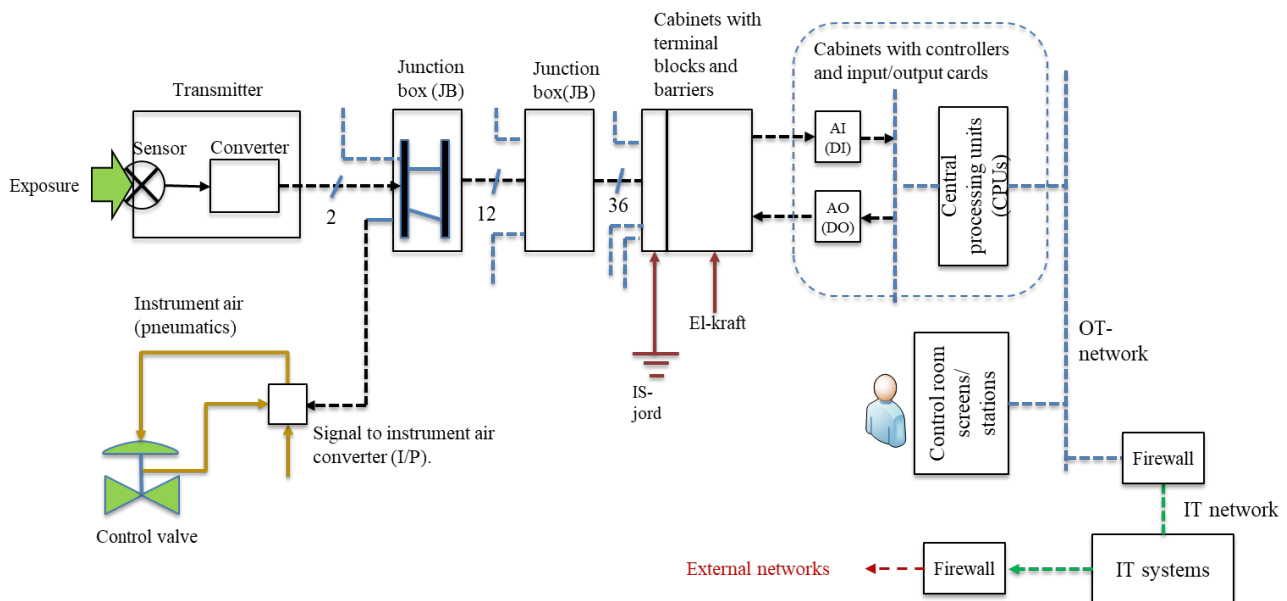 Cabinets with
terminal
blocks and
barriers
Cabinets with controllers
and input/output cards
Junction
box (JB)
Junction
box(JB)
Transmitter
Sensor
Converter
Exposure
2
12
36
AI
(DI)
AO
(DO)
Central
processing units
(CPUs)
Instrument air
(pneumatics)
El-kraft
IS-
jord
OT-
network
Control room
screens/
stations
Signal to instrument air
converter (I/P).
Control valve
Firewall
IT network
External networks
Firewall
IT systems